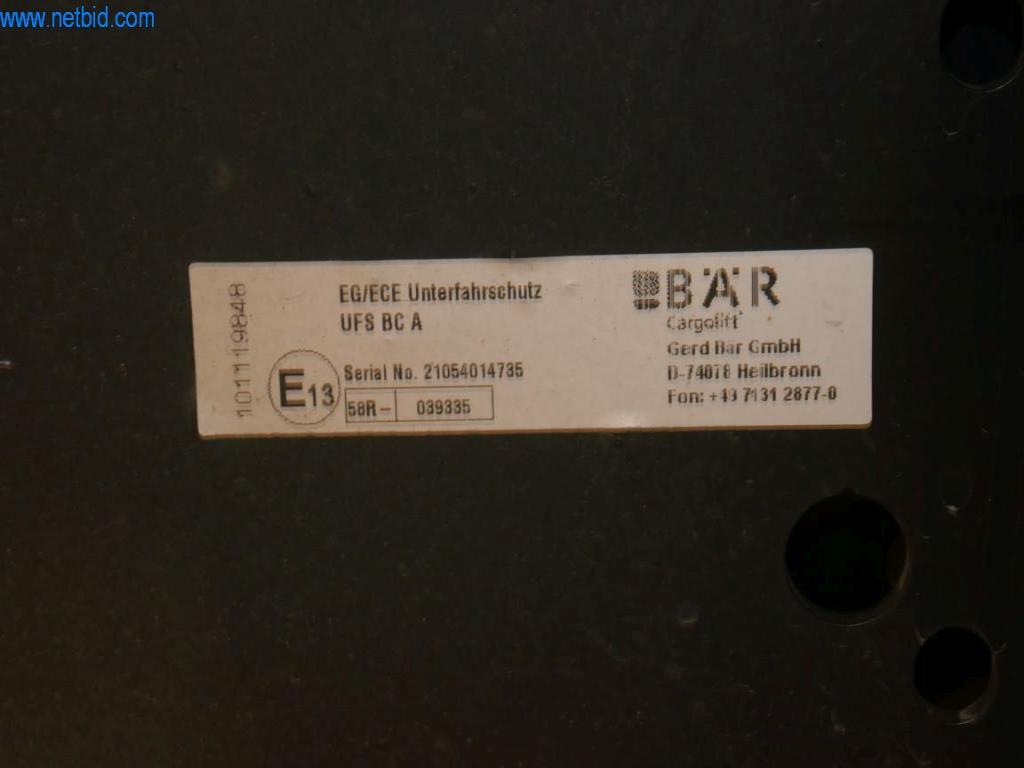 www.netbid.com
101119848
EG/ECE Unterfahrschutz
UFS BC A
E13
Serial No. 21054014735
58R- 039335
BÄR
Cargolift
Gerd Bär GmbH
D-74078 Heilbronn
Fon: +49 7131 2877-0